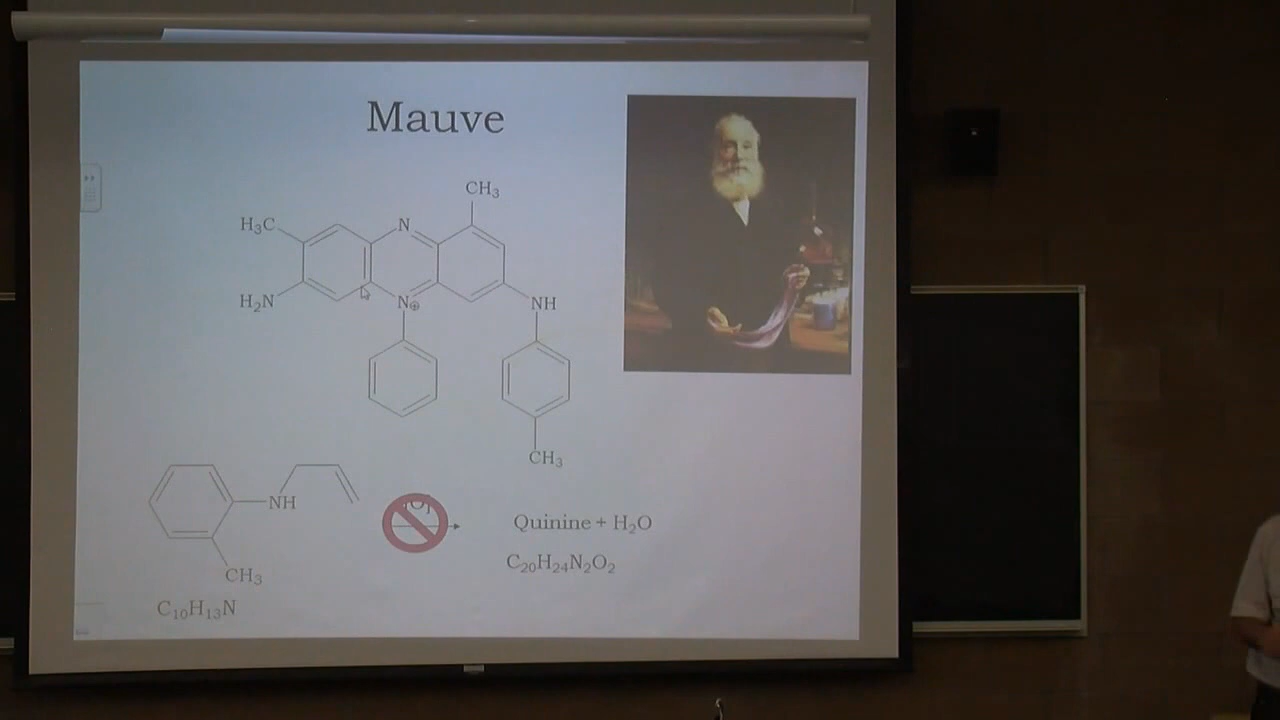 Mauve
CH₃
H₃C
N
H₂N
N⊕
NH
CH₃
NH
CH₃
C₁₀H₁₃N
[O]
Quinine + H₂O
C₂₀H₂₄N₂O₂